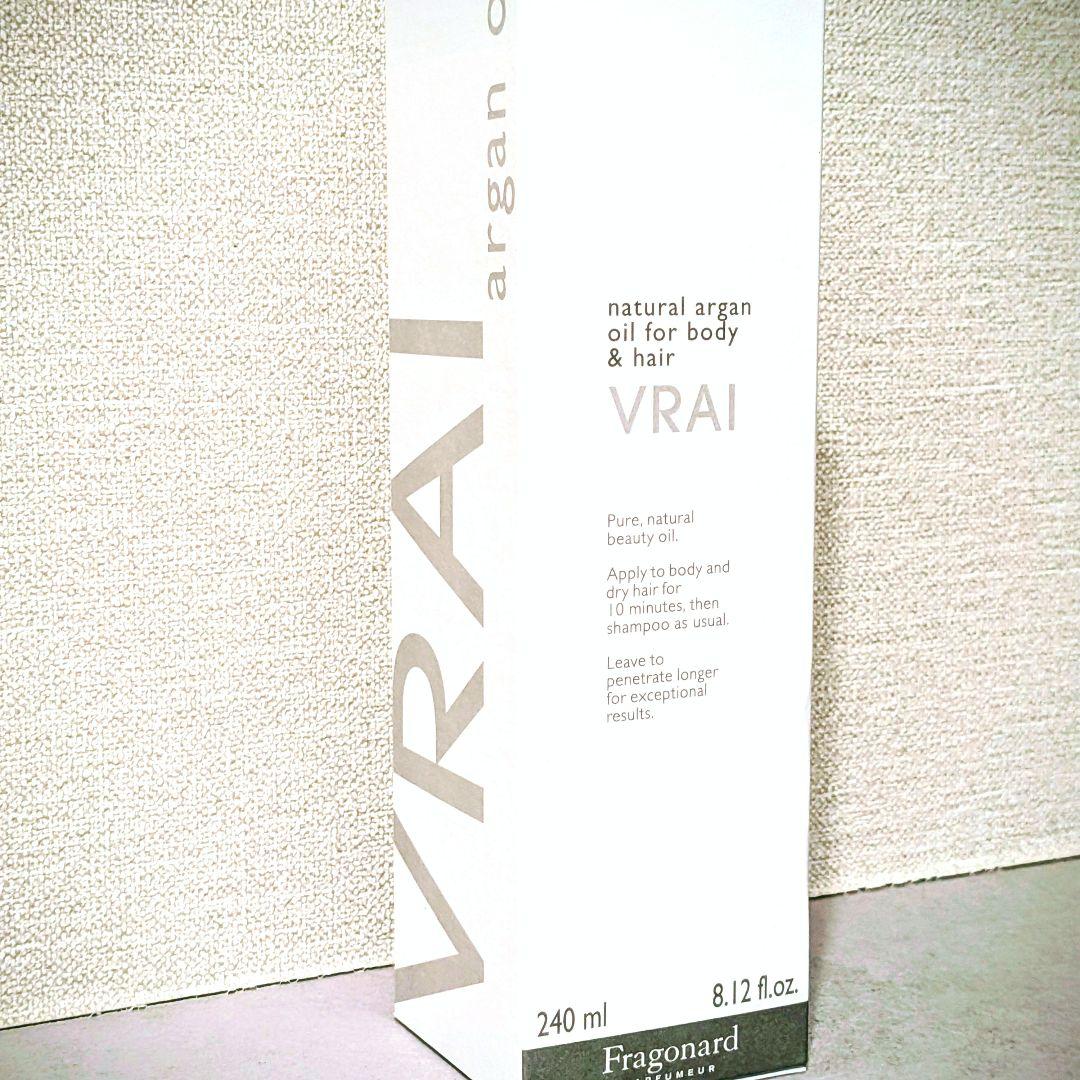 VRAI
argan
natural argan
oil for body
& hair
VRAI
Pure, natural
beauty oil.
Apply to body and
dry hair for
10 minutes, then
shampoo as usual.
Leave to
penetrate longer
for exceptional
results.
240 ml
8.12 fl.oz.
Fragonard